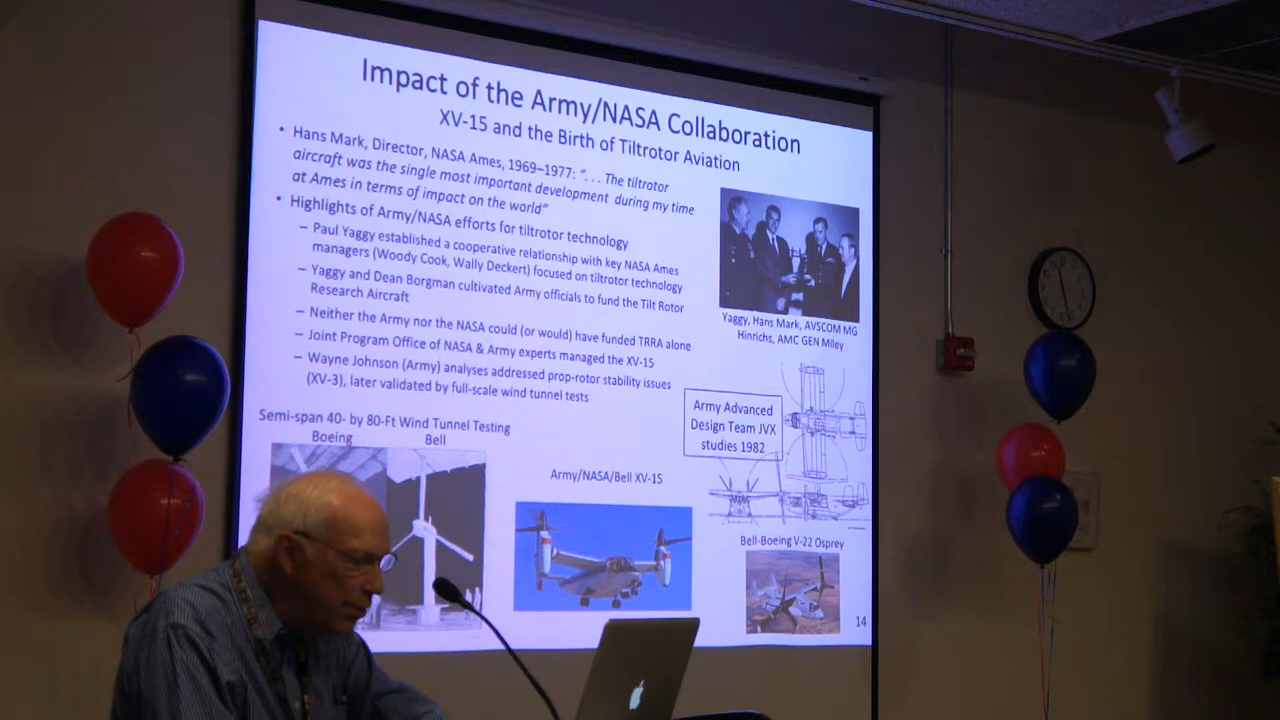 Impact of the Army/NASA Collaboration
XV-15 and the Birth of Tiltrotor Aviation
• Hans Mark, Director, NASA Ames, 1969–1977: “. . . The tiltrotor
aircraft was the single most important development during my time
at Ames in terms of impact on the world”
• Highlights of Army/NASA efforts for tiltrotor technology
– Paul Yaggy established a cooperative relationship with key NASA Ames
managers (Woody Cook, Wally Deckert) focused on tiltrotor technology
– Yaggy and Dean Borgman cultivated Army officials to fund the Tilt Rotor
Research Aircraft
– Neither the Army nor the NASA could (or would) have funded TRRA alone
– Joint Program Office of NASA & Army experts managed the XV-15
– Wayne Johnson (Army) analyses addressed prop-rotor stability issues
(XV-3), later validated by full-scale wind tunnel tests
Yaggy, Hans Mark, AVSCOM MG
Hinrichs, AMC GEN Miley
Army Advanced
Design Team JVX
studies 1982
Semi-span 40- by 80-Ft Wind Tunnel Testing
Boeing Bell
Army/NASA/Bell XV-15
Bell-Boeing V-22 Osprey
14